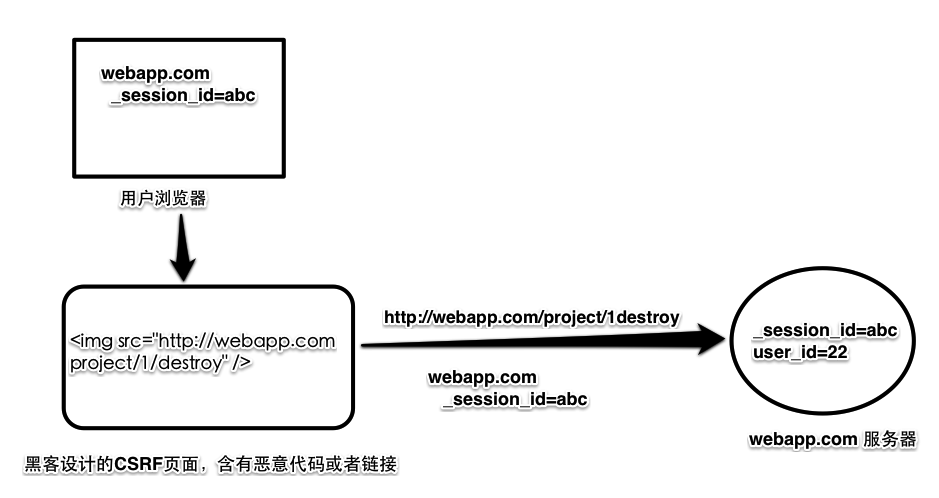 webapp.com
_session_id=abc
用户浏览器
<img src="http://webapp.com
project/1/destroy" />
黑客设计的CSRF页面，含有恶意代码或者链接
http://webapp.com/project/1destroy
webapp.com
_session_id=abc
_session_id=abc
user_id=22
webapp.com 服务器